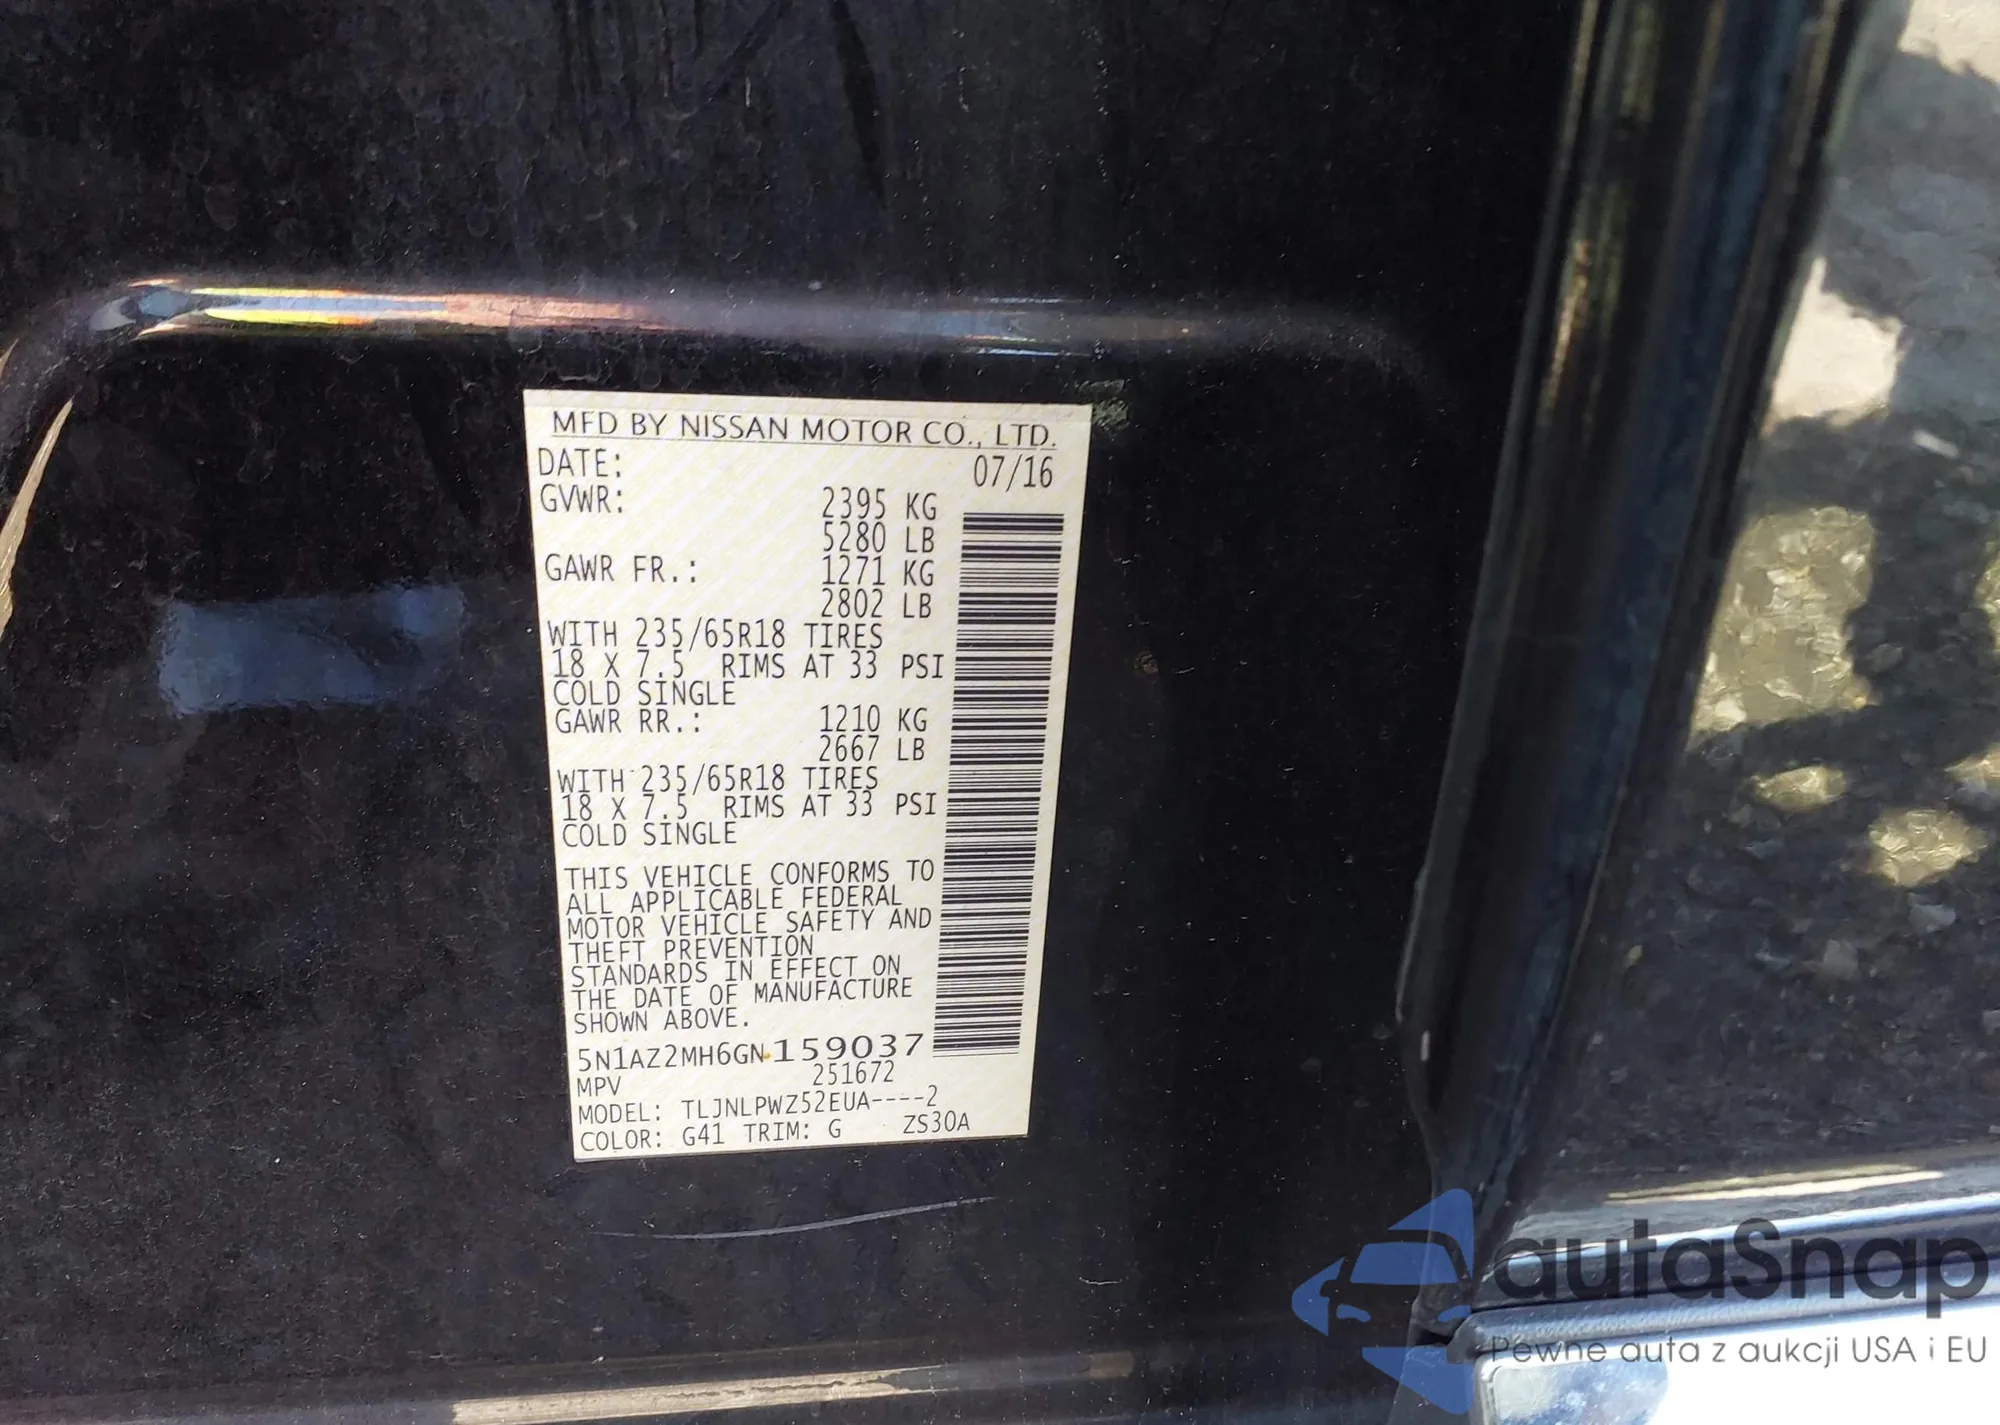 MFD BY NISSAN MOTOR CO., LTD.
DATE: 07/16
GVWR: 2395 KG
5280 LB
GAWR FR.: 1271 KG
2802 LB
WITH 235/65R18 TIRES
18 X 7.5 RIMS AT 33 PSI
COLD SINGLE
GAWR RR.: 1210 KG
2667 LB
WITH 235/65R18 TIRES
18 X 7.5 RIMS AT 33 PSI
COLD SINGLE
THIS VEHICLE CONFORMS TO
ALL APPLICABLE FEDERAL
MOTOR VEHICLE SAFETY AND
THEFT PREVENTION
STANDARDS IN EFFECT ON
THE DATE OF MANUFACTURE
SHOWN ABOVE.
5N1AZ2MH6GN159037
MPV 251672
MODEL: TLJNLPWZ52EUA----2
COLOR: G41 TRIM: G ZS30A
autaSnap
Pewne auta z aukcji USA i EU